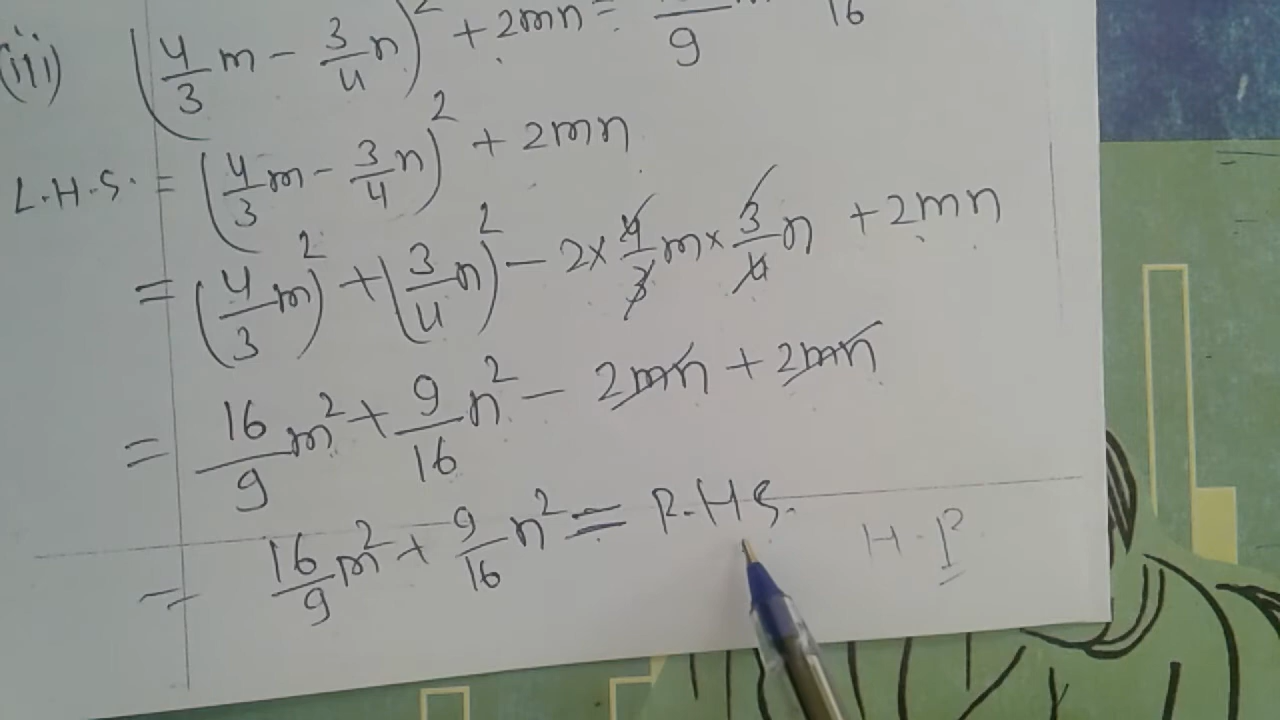 (iii) (4/3 m - 3/4 n)² + 2mn = /9 16
L.H.S. = (4/3 m - 3/4 n)² + 2mn
= (4/3 m)² + (3/4 n)² - 2 × 4/3 m × 3/4 n + 2mn
= 16/9 m² + 9/16 n² - 2mn + 2mn
= 16/9 m² + 9/16 n² = R.H.S. H.P